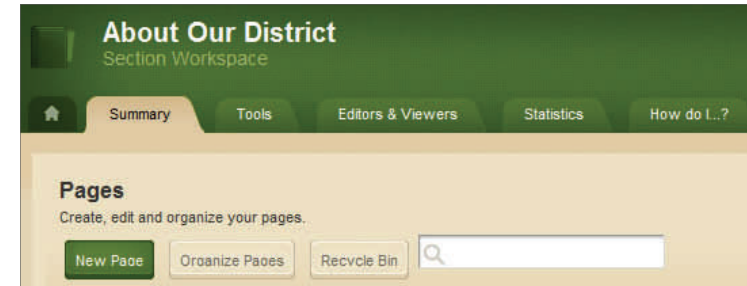 About Our District
Section Workspace
Summary Tools Editors & Viewers Statistics How do I...?
Pages
Create, edit and organize your pages.
New Page Organize Pages Recycle Bin